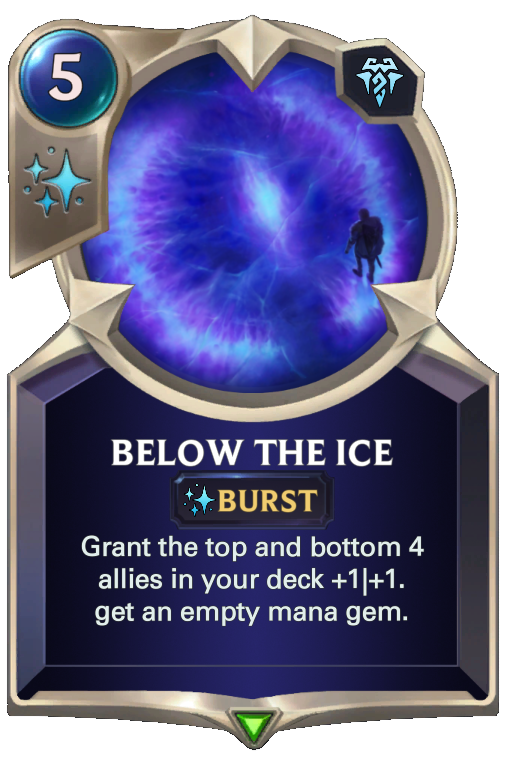 5
BELOW THE ICE
BURST
Grant the top and bottom 4
allies in your deck +1|+1.
get an empty mana gem.